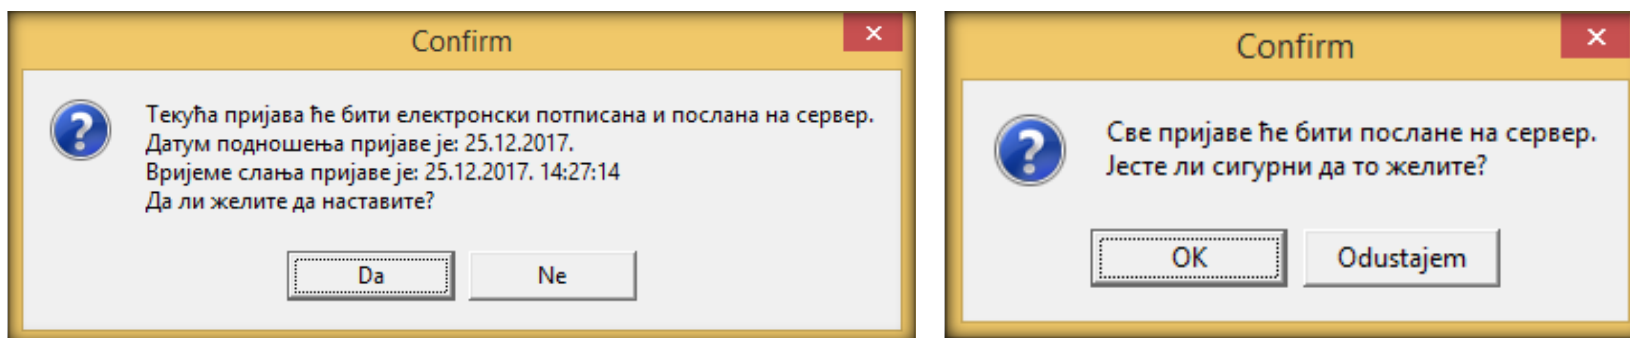 Confirm
Текућа пријава ће бити електронски потписана и послана на сервер.
Датум подношења пријаве је: 25.12.2017.
Вријеме слања пријаве је: 25.12.2017. 14:27:14
Да ли желите да наставите?
Da
Ne
Confirm
Све пријаве ће бити послане на сервер.
Јесте ли сигурни да то желите?
OK
Odustajem